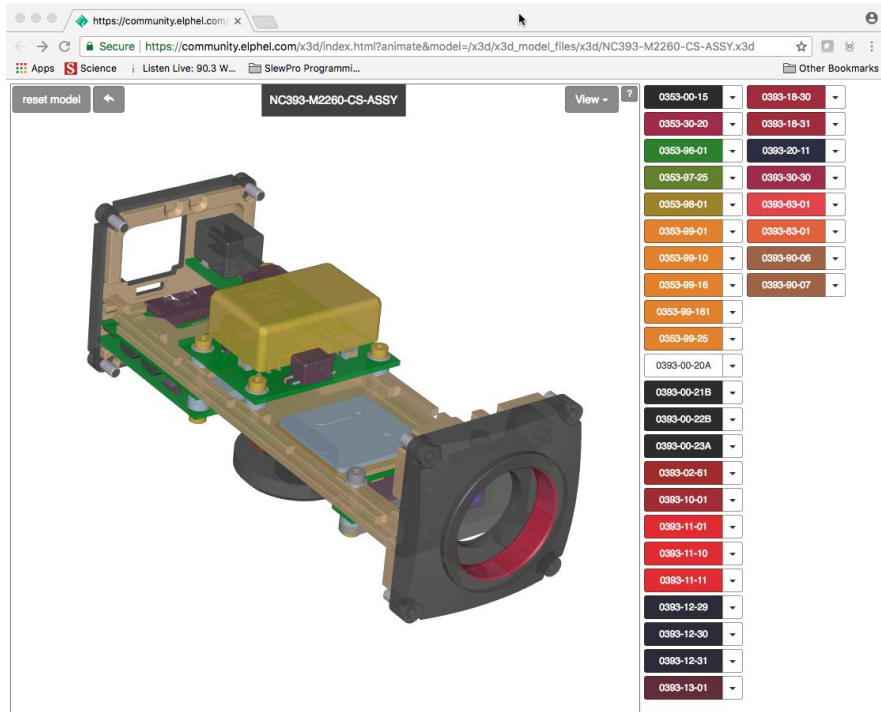 https://community.elphel.com/ ×
Secure | https://community.elphel.com/x3d/index.html?animate&model=/x3d/x3d_model_files/x3d/NC393-M2260-CS-ASSY.x3d
Apps Science Listen Live: 90.3 W... SlewPro Programmi... Other Bookmarks
reset model NC393-M2260-CS-ASSY View ?
0353-00-15 0393-18-30
0353-30-20 0393-18-31
0353-96-01 0393-20-11
0353-97-25 0393-30-30
0353-98-01 0393-63-01
0353-99-01 0393-83-01
0353-99-10 0393-90-06
0353-99-16 0393-90-07
0353-99-161
0353-99-25
0393-00-20A
0393-00-21B
0393-00-22B
0393-00-23A
0393-02-61
0393-10-01
0393-11-01
0393-11-10
0393-11-11
0393-12-29
0393-12-30
0393-12-31
0393-13-01